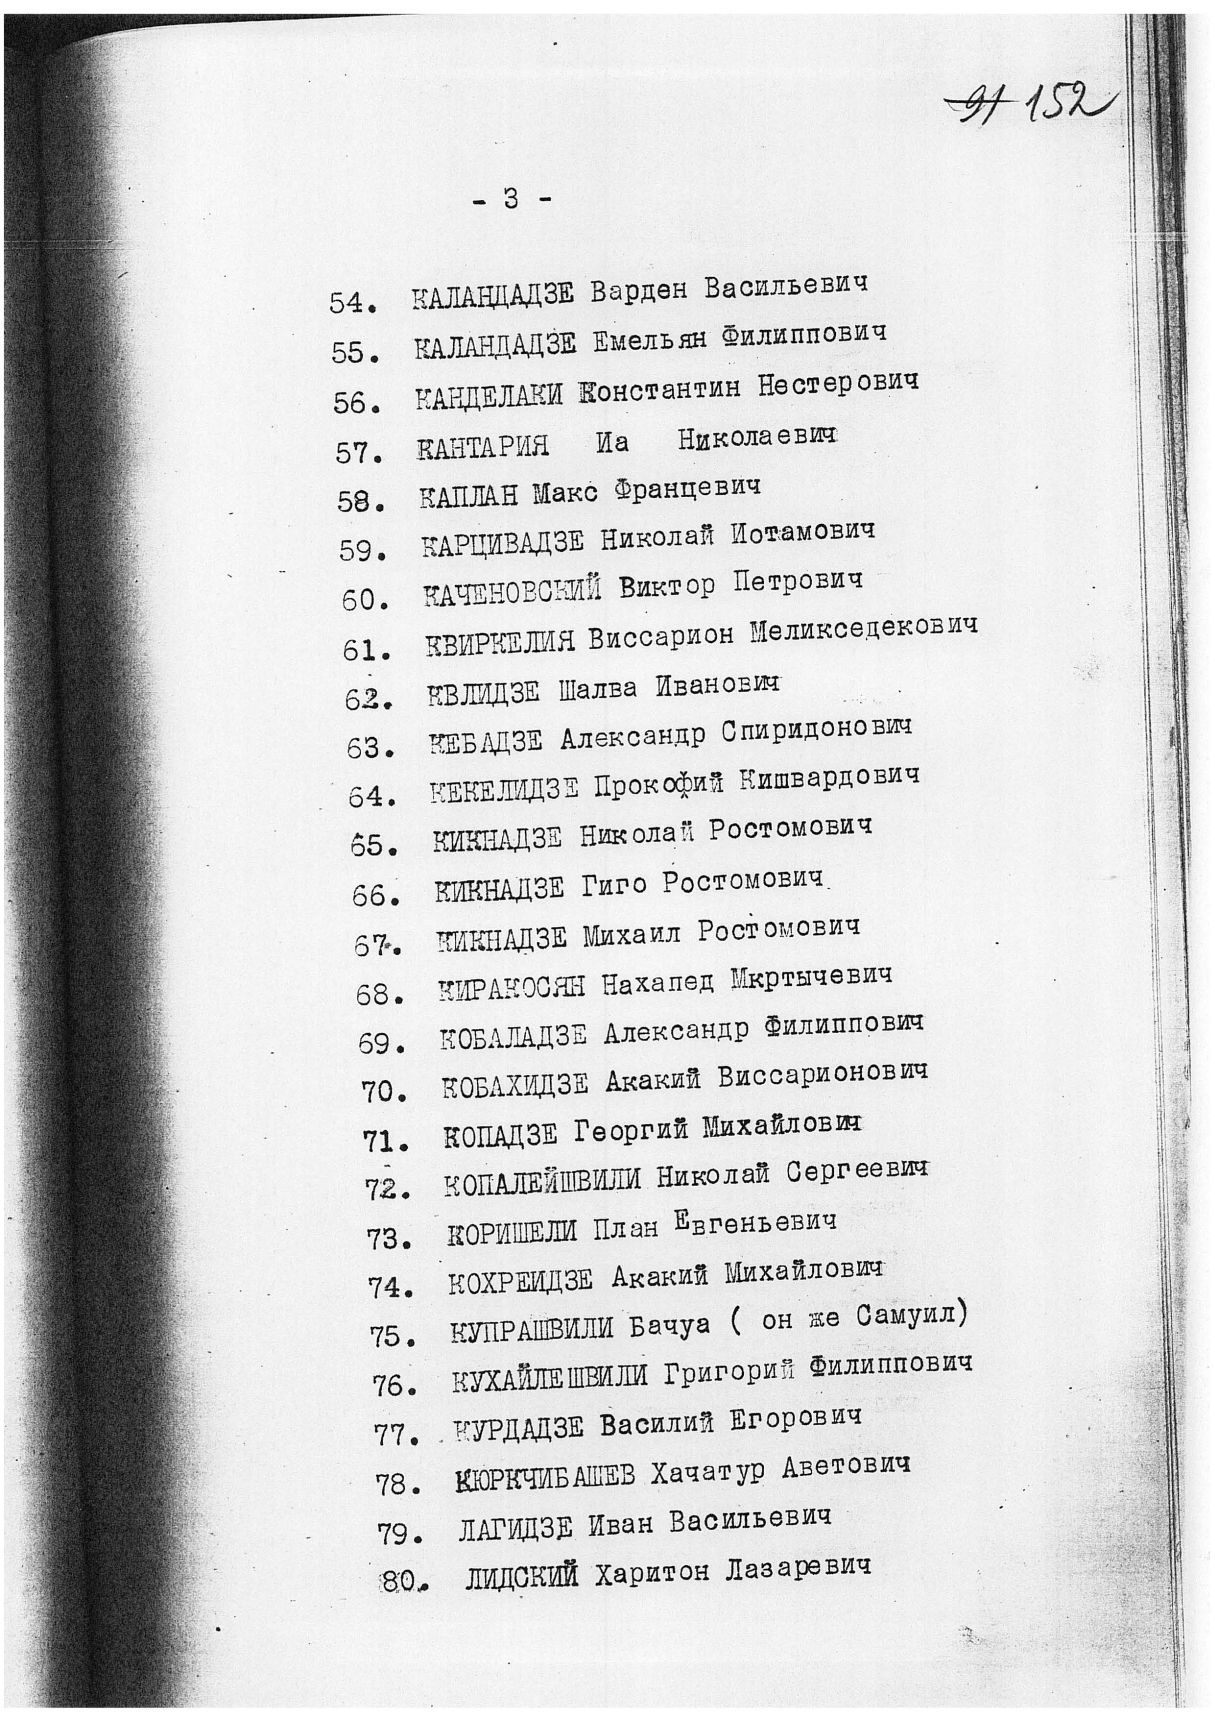 91 152
- 3 -
54. КАЛАНДАДЗЕ Варден Васильевич
55. КАЛАНДАДЗЕ Емельян Филиппович
56. КАНДЕЛАКИ Константин Нестерович
57. КАНТАРИЯ Иа Николаевич
58. КАПЛАН Макс Францевич
59. КАРЦИВАДЗЕ Николай Иотамович
60. КАЧЕНОВСКИЙ Виктор Петрович
61. КВИРКЕЛИЯ Виссарион Меликседекович
62. КВЛИДЗЕ Шалва Иванович
63. КЕБАДЗЕ Александр Спиридонович
64. КЕКЕЛИДЗЕ Прокофий Кишвардович
65. КИКНАДЗЕ Николай Ростомович
66. КИКНАДЗЕ Гиго Ростомович
67. КИКНАДЗЕ Михаил Ростомович
68. КИРАКОСЯН Нахапед Мкртычевич
69. КОБАЛАДЗЕ Александр Филиппович
70. КОБАХИДЗЕ Акакий Виссарионович
71. КОПАДЗЕ Георгий Михайлович
72. КОПАЛЕЙШВИЛИ Николай Сергеевич
73. КОРИШЕЛИ План Евгеньевич
74. КОХРЕИДЗЕ Акакий Михайлович
75. КУПРАШВИЛИ Бачуа ( он же Самуил)
76. КУХАЙЛЕШВИЛИ Григорий Филиппович
77. КУРДАДЗЕ Василий Егорович
78. КЮРКЧИБАШЕВ Хачатур Аветович
79. ЛАГИДЗЕ Иван Васильевич
80. ЛИДСКИЙ Харитон Лазаревич